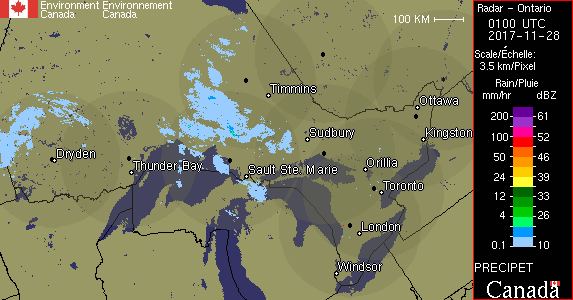 Environment Environnement
Canada Canada
100 KM
Timmins
Ottawa
Sudbury
Kingston
Dryden
Thunder Bay
Sault Ste. Marie
Orillia
Toronto
London
Windsor
Radar - Ontario
0100 UTC
2017-11-28
Scale/Échelle:
3.5 km/Pixel
Rain/Pluie
mm/hr dBZ
200 61
100 52
50 46
24 39
12 33
4 26
0.1 10
PRECIPET
Canada